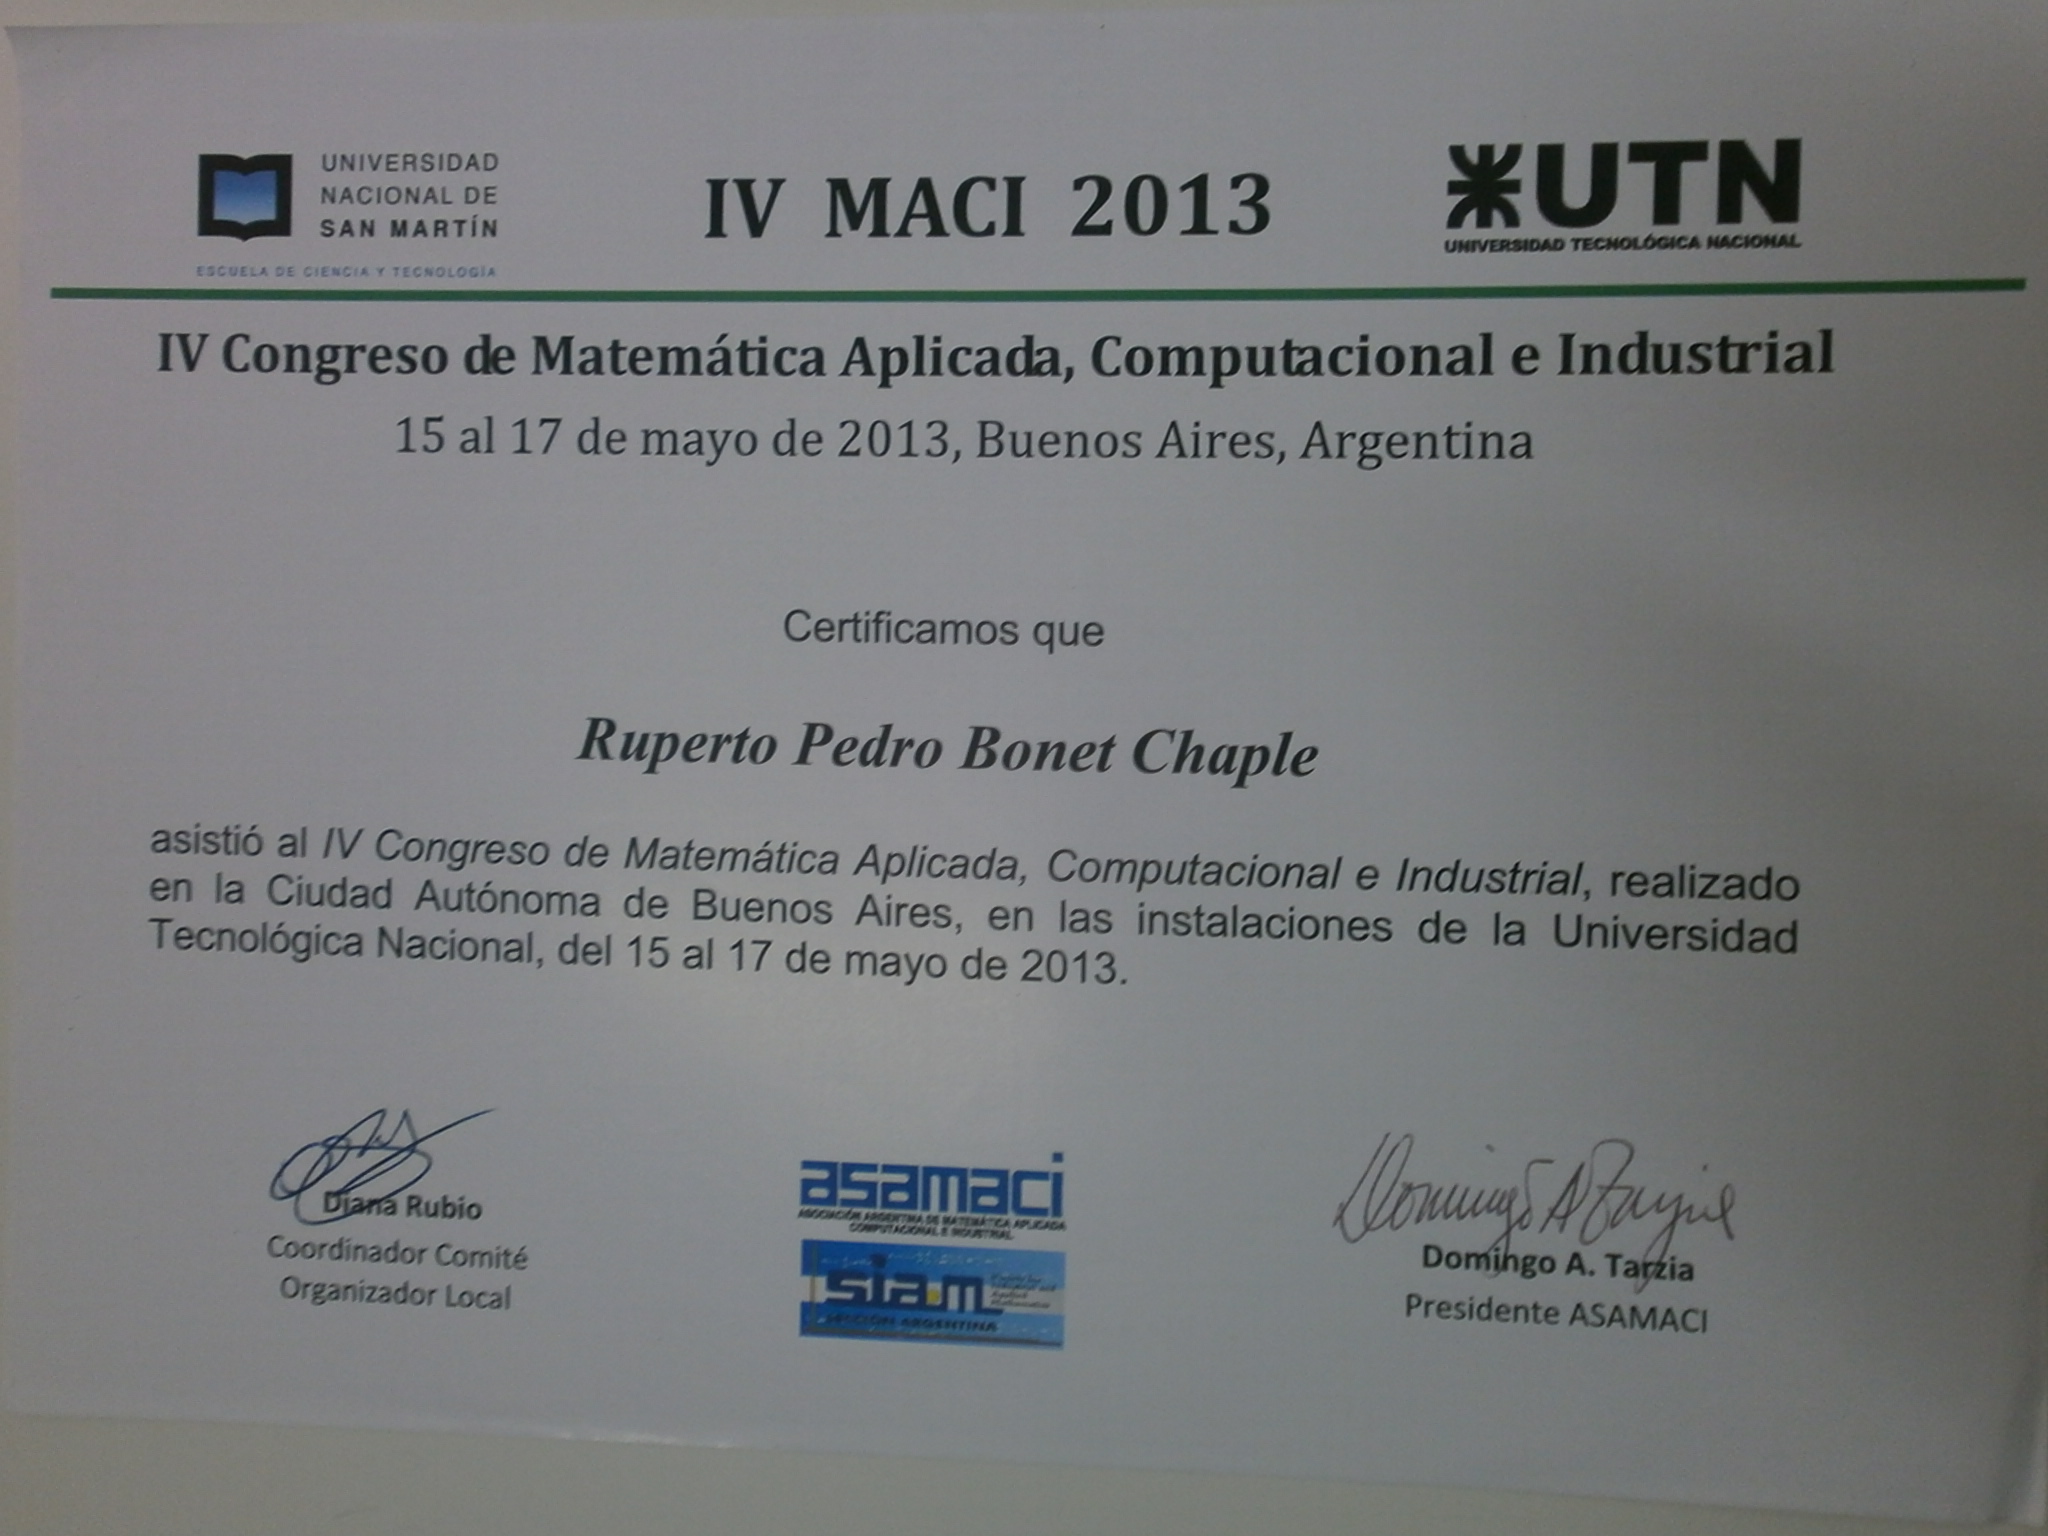 UNIVERSIDAD
NACIONAL DE
SAN MARTÍN
ESCUELA DE CIENCIA Y TECNOLOGÍA
IV MACI 2013
UTN
UNIVERSIDAD TECNOLÓGICA NACIONAL
IV Congreso de Matemática Aplicada, Computacional e Industrial
15 al 17 de mayo de 2013, Buenos Aires, Argentina
Certificamos que
Ruperto Pedro Bonet Chaple
asistió al IV Congreso de Matemática Aplicada, Computacional e Industrial, realizado
en la Ciudad Autónoma de Buenos Aires, en las instalaciones de la Universidad
Tecnológica Nacional, del 15 al 17 de mayo de 2013.
Diana Rubio
Coordinador Comité
Organizador Local
asamaci
ASOCIACIÓN ARGENTINA DE MATEMÁTICA APLICADA
COMPUTACIONAL E INDUSTRIAL
siam
SECCIÓN ARGENTINA
Domingo A. Tarzia
Presidente ASAMACI